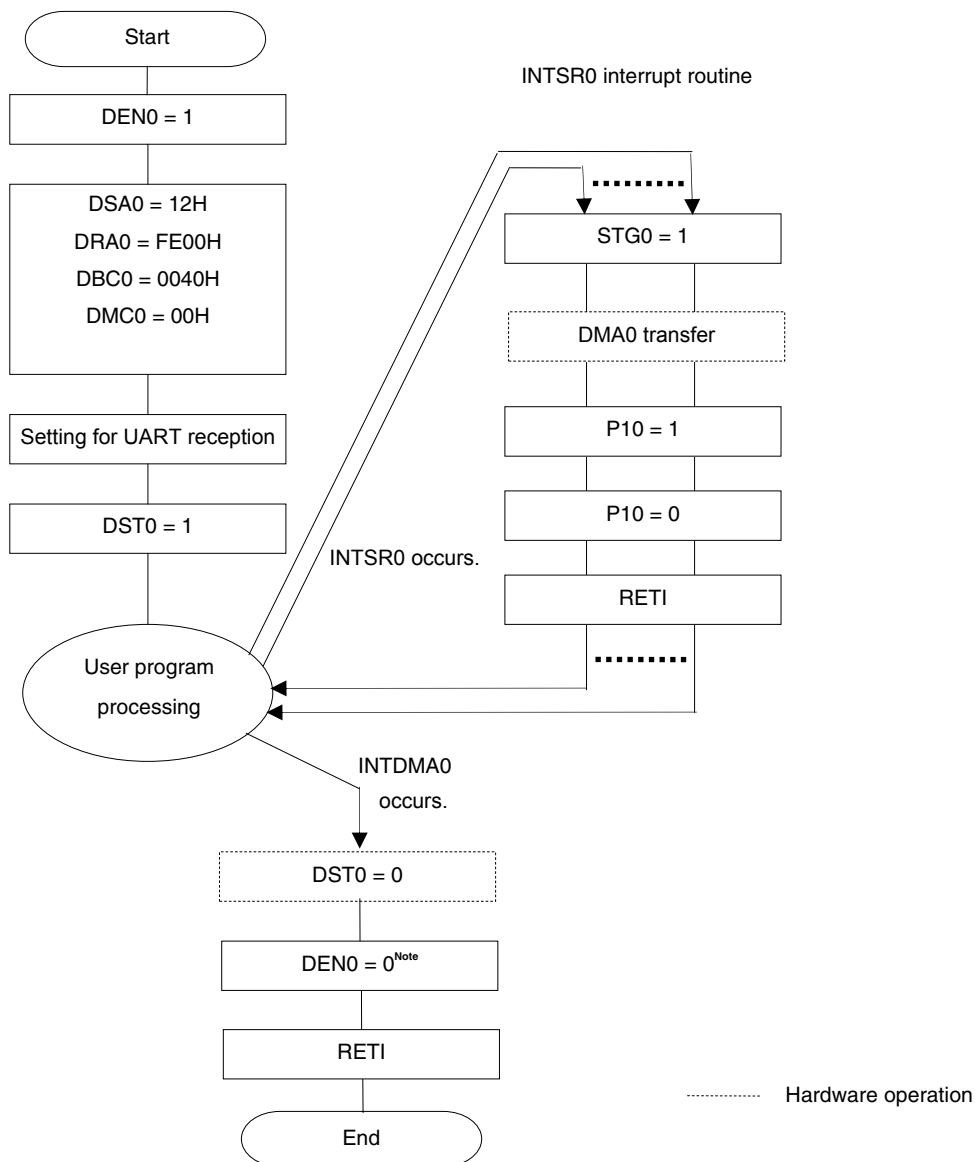 Start
DEN0 = 1
DSA0 = 12H
DRA0 = FE00H
DBC0 = 0040H
DMC0 = 00H
Setting for UART reception
DST0 = 1
User program
processing
INTSR0 occurs.
INTSR0 interrupt routine
STG0 = 1
DMA0 transfer
P10 = 1
P10 = 0
RETI
INTDMA0
occurs.
DST0 = 0
DEN0 = 0Note
RETI
End
Hardware operation